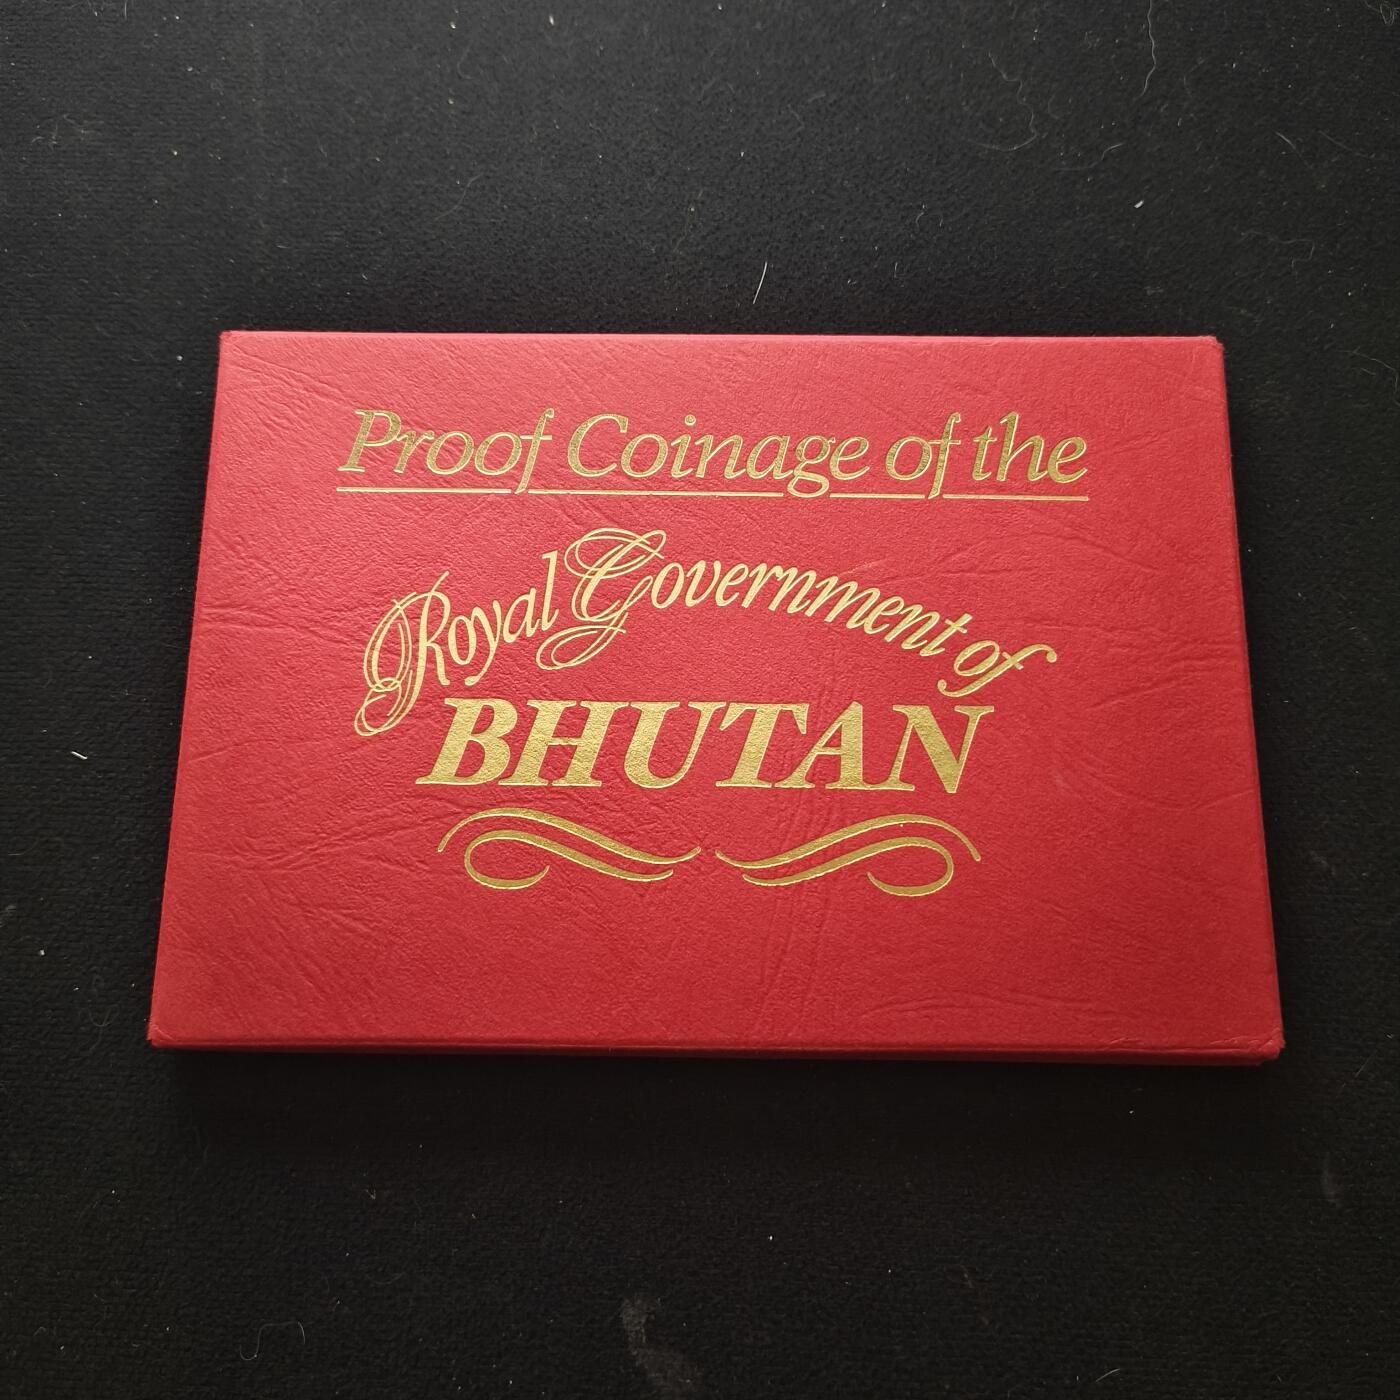 Proof Coinage of the
Royal Government of
BHUTAN